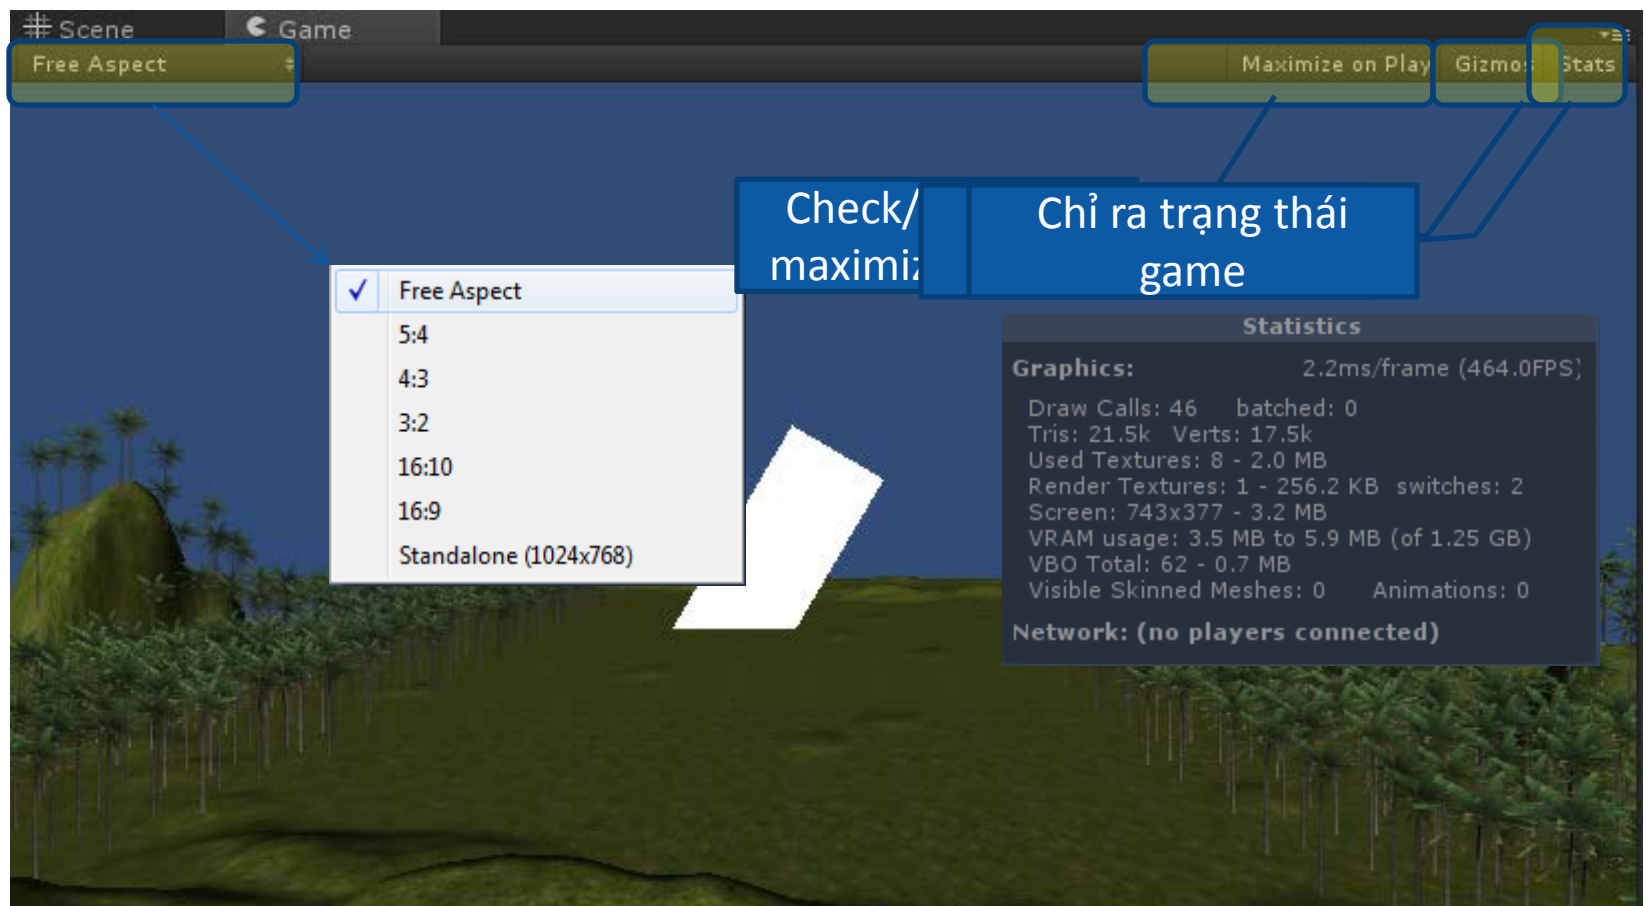 Scene
Game
Free Aspect
Maximize on Play
Gizmos
Stats
Check/
Chỉ ra trạng thái
game
Free Aspect
5:4
4:3
3:2
16:10
16:9
Standalone (1024x768)
Statistics
Graphics: 2.2ms/frame (464.0FPS)
Draw Calls: 46 batched: 0
Tris: 21.5k Verts: 17.5k
Used Textures: 8 - 2.0 MB
Render Textures: 1 - 256.2 KB switches: 2
Screen: 743x377 - 3.2 MB
VRAM usage: 3.5 MB to 5.9 MB (of 1.25 GB)
VBO Total: 62 - 0.7 MB
Visible Skinned Meshes: 0 Animations: 0
Network: (no players connected)